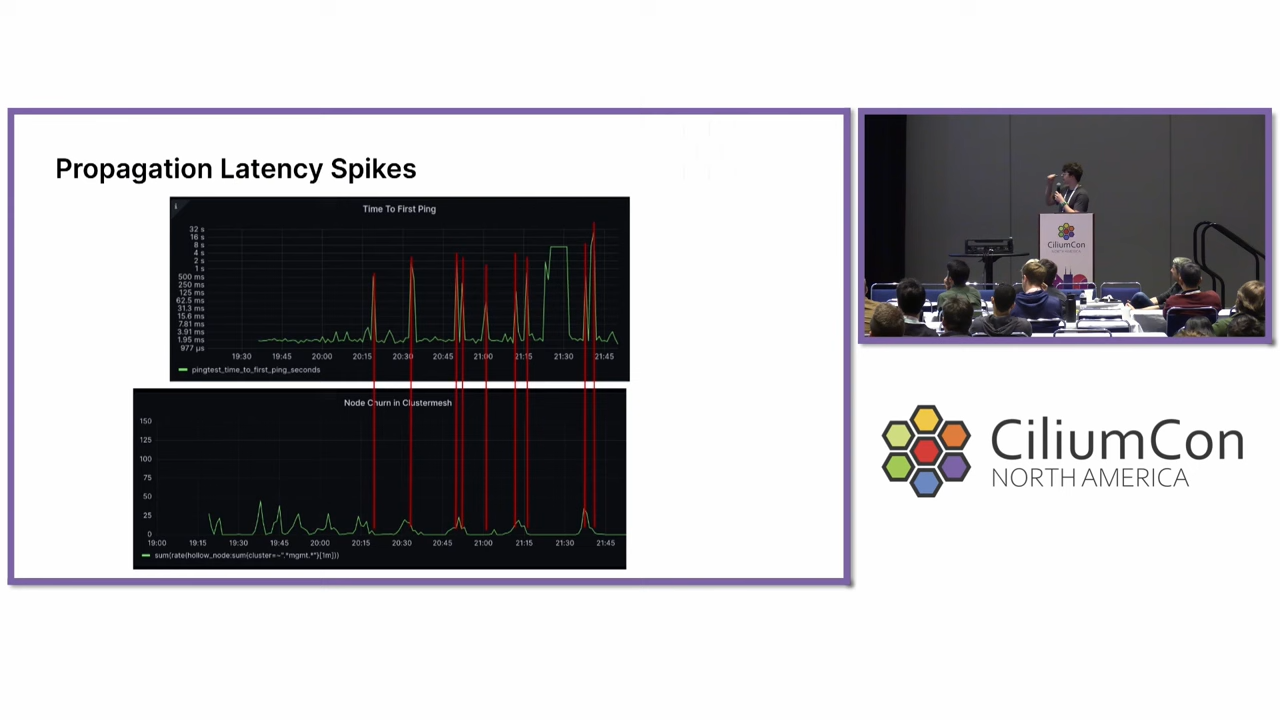 Propagation Latency Spikes
i
Time To First Ping
32 s
16 s
8 s
4 s
2 s
1 s
500 ms
250 ms
125 ms
62.5 ms
31.3 ms
15.6 ms
7.81 ms
3.91 ms
1.95 ms
977 µs
19:30 19:45 20:00 20:15 20:30 20:45 21:00 21:15 21:30 21:45
pingtest_time_to_first_ping_seconds
Node Churn in Clustermesh
150
125
100
75
50
25
0
19:00 19:15 19:30 19:45 20:00 20:15 20:30 20:45 21:00 21:15 21:30 21:45
sum(rate(hollow_node:sum{cluster=~".*mgmt.*"}[1m]))
CiliumCon
NORTH AMERICA
CiliumCon
NORTH AMERICA